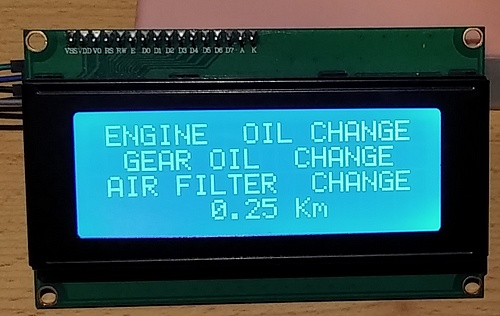 VSS VDD V0 RS RW E D0 D1 D2 D3 D4 D5 D6 D7 A K
ENGINE OIL CHANGE
GEAR OIL CHANGE
AIR FILTER CHANGE
0.25 Km